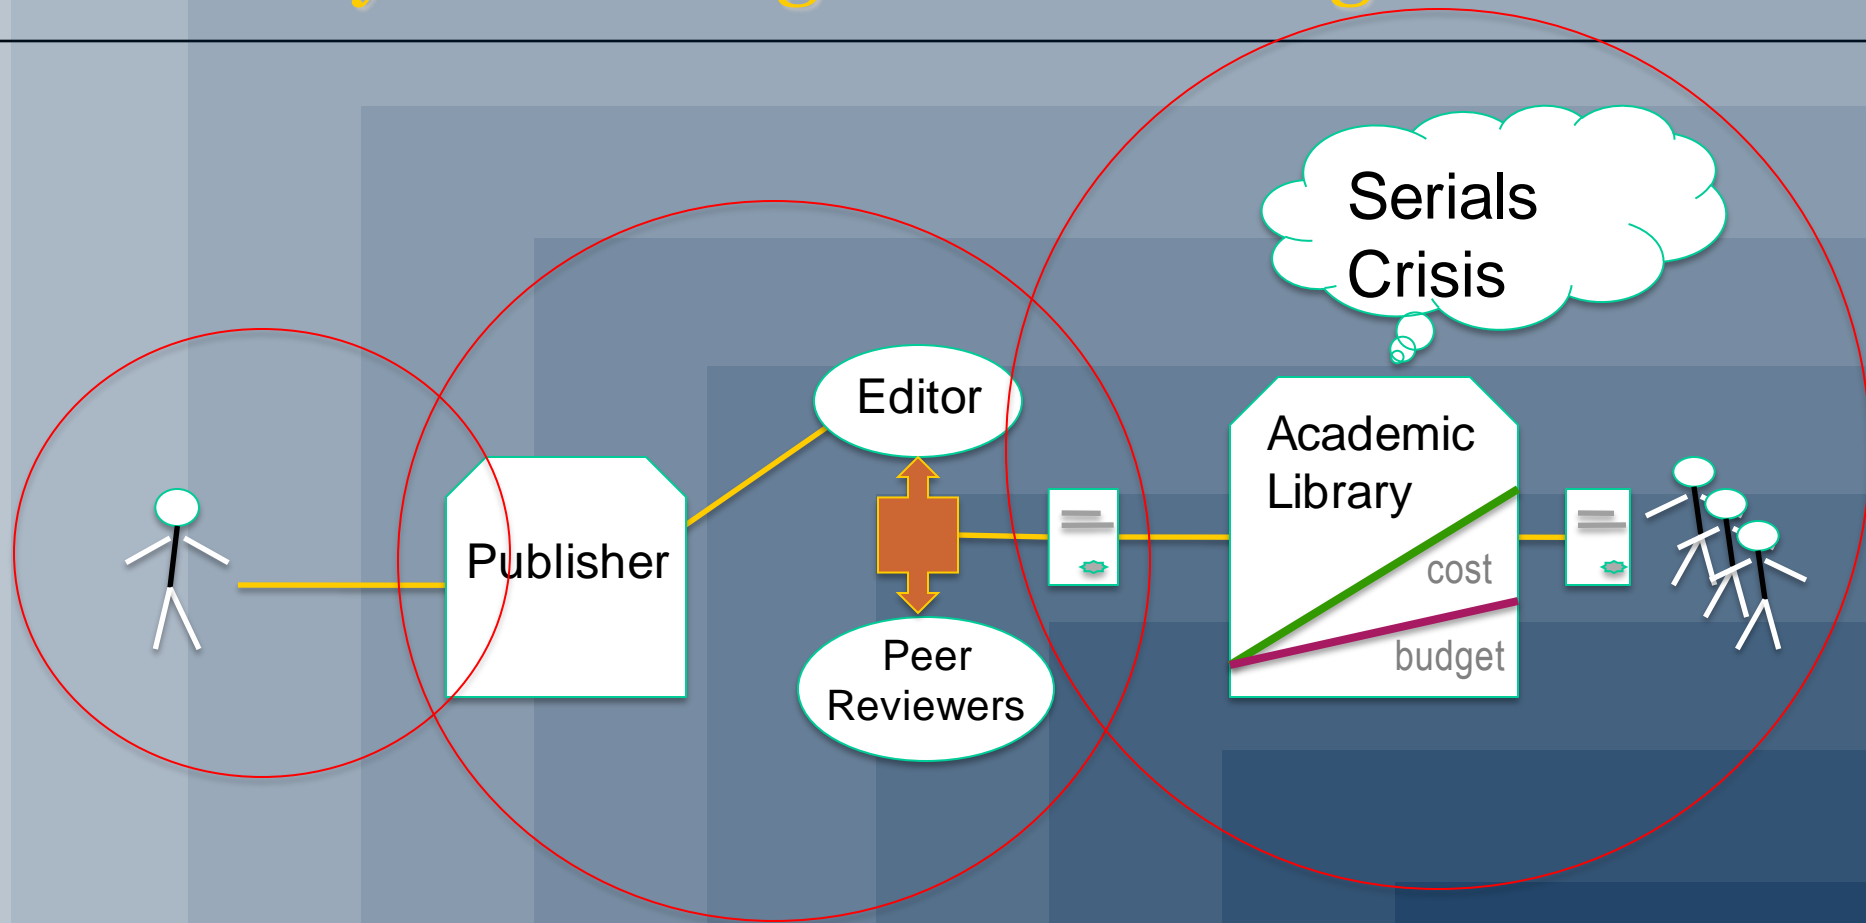 Serials
Crisis
Editor
Academic
Library
Publisher
cost
Peer
budget
Reviewers